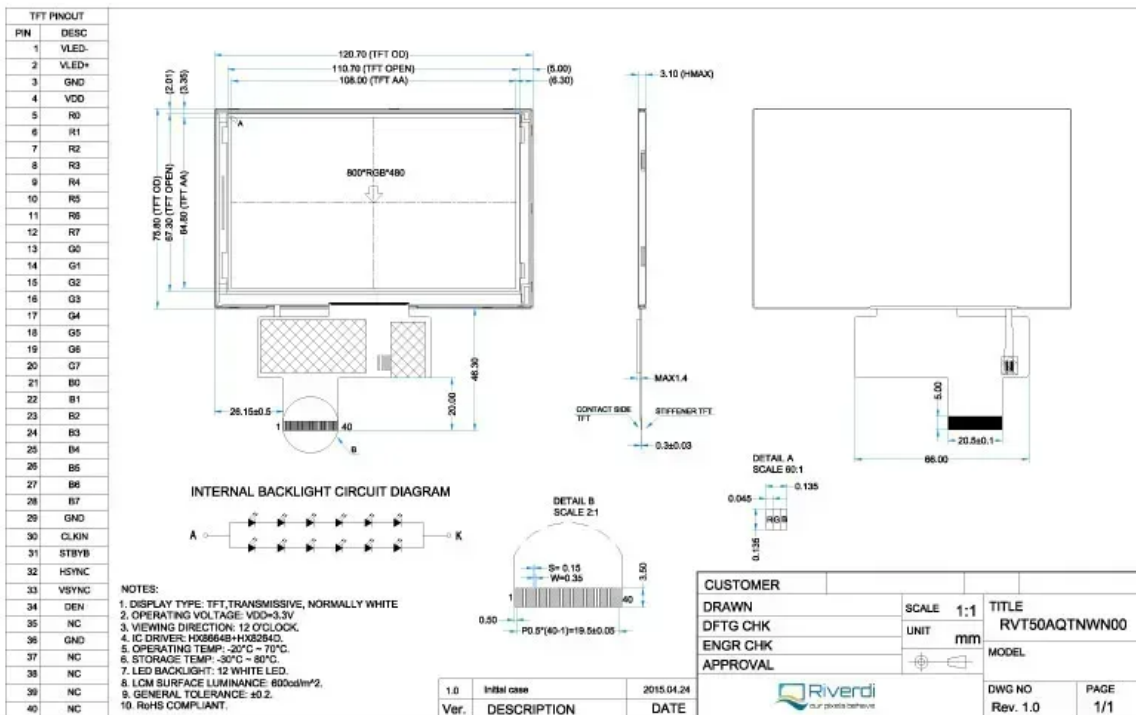 TFT PINOUT
PIN DESC
1 VLED-
2 VLED+
3 GND
4 VDD
5 R0
6 R1
7 R2
8 R3
9 R4
10 R5
11 R6
12 R7
13 G0
14 G1
15 G2
16 G3
17 G4
18 G5
19 G6
20 G7
21 B0
22 B1
23 B2
24 B3
25 B4
26 B5
27 B6
28 B7
29 GND
30 CLKIN
31 STBYB
32 HSYNC
33 VSYNC
34 DEN
35 NC
36 GND
37 NC
38 NC
39 NC
40 NC
120.70 (TFT OD)
110.70 (TFT OPEN)
108.00 (TFT AA)
(5.00)
(6.30)
(2.01)
(3.35)
75.80 (TFT OD)
67.30 (TFT OPEN)
64.80 (TFT AA)
A
800*RGB*480
26.15±0.5
1
40
B
20.00
46.30
3.10 (HMAX)
MAX1.4
CONTACT SIDE
TFT
STIFFENER TFT
0.3±0.03
5.00
20.5±0.1
66.00
INTERNAL BACKLIGHT CIRCUIT DIAGRAM
A
K
DETAIL B
SCALE 2:1
S= 0.15
W=0.35
3.50
1
40
0.50
P0.5*(40-1)=19.5±0.05
DETAIL A
SCALE 60:1
0.135
0.045
RGB
0.135
NOTES:
1. DISPLAY TYPE: TFT,TRANSMISSIVE, NORMALLY WHITE
2. OPERATING VOLTAGE: VDD=3.3V
3. VIEWING DIRECTION: 12 O'CLOCK.
4. IC DRIVER: HX8664B+HX8264D.
5. OPERATING TEMP: -20°C ~ 70°C.
6. STORAGE TEMP: -30°C ~ 80°C.
7. LED BACKLIGHT: 12 WHITE LED.
8. LCM SURFACE LUMINANCE: 600cd/m^2.
9. GENERAL TOLERANCE: ±0.2.
10. RoHS COMPLIANT.
1.0 Initial case 2015.04.24
Ver. DESCRIPTION DATE
CUSTOMER
DRAWN
DFTG CHK
ENGR CHK
APPROVAL
SCALE 1:1
UNIT mm
TITLE
RVT50AQTNWN00
MODEL
Riverdi
our pixels behave
DWG NO
Rev. 1.0
PAGE
1/1